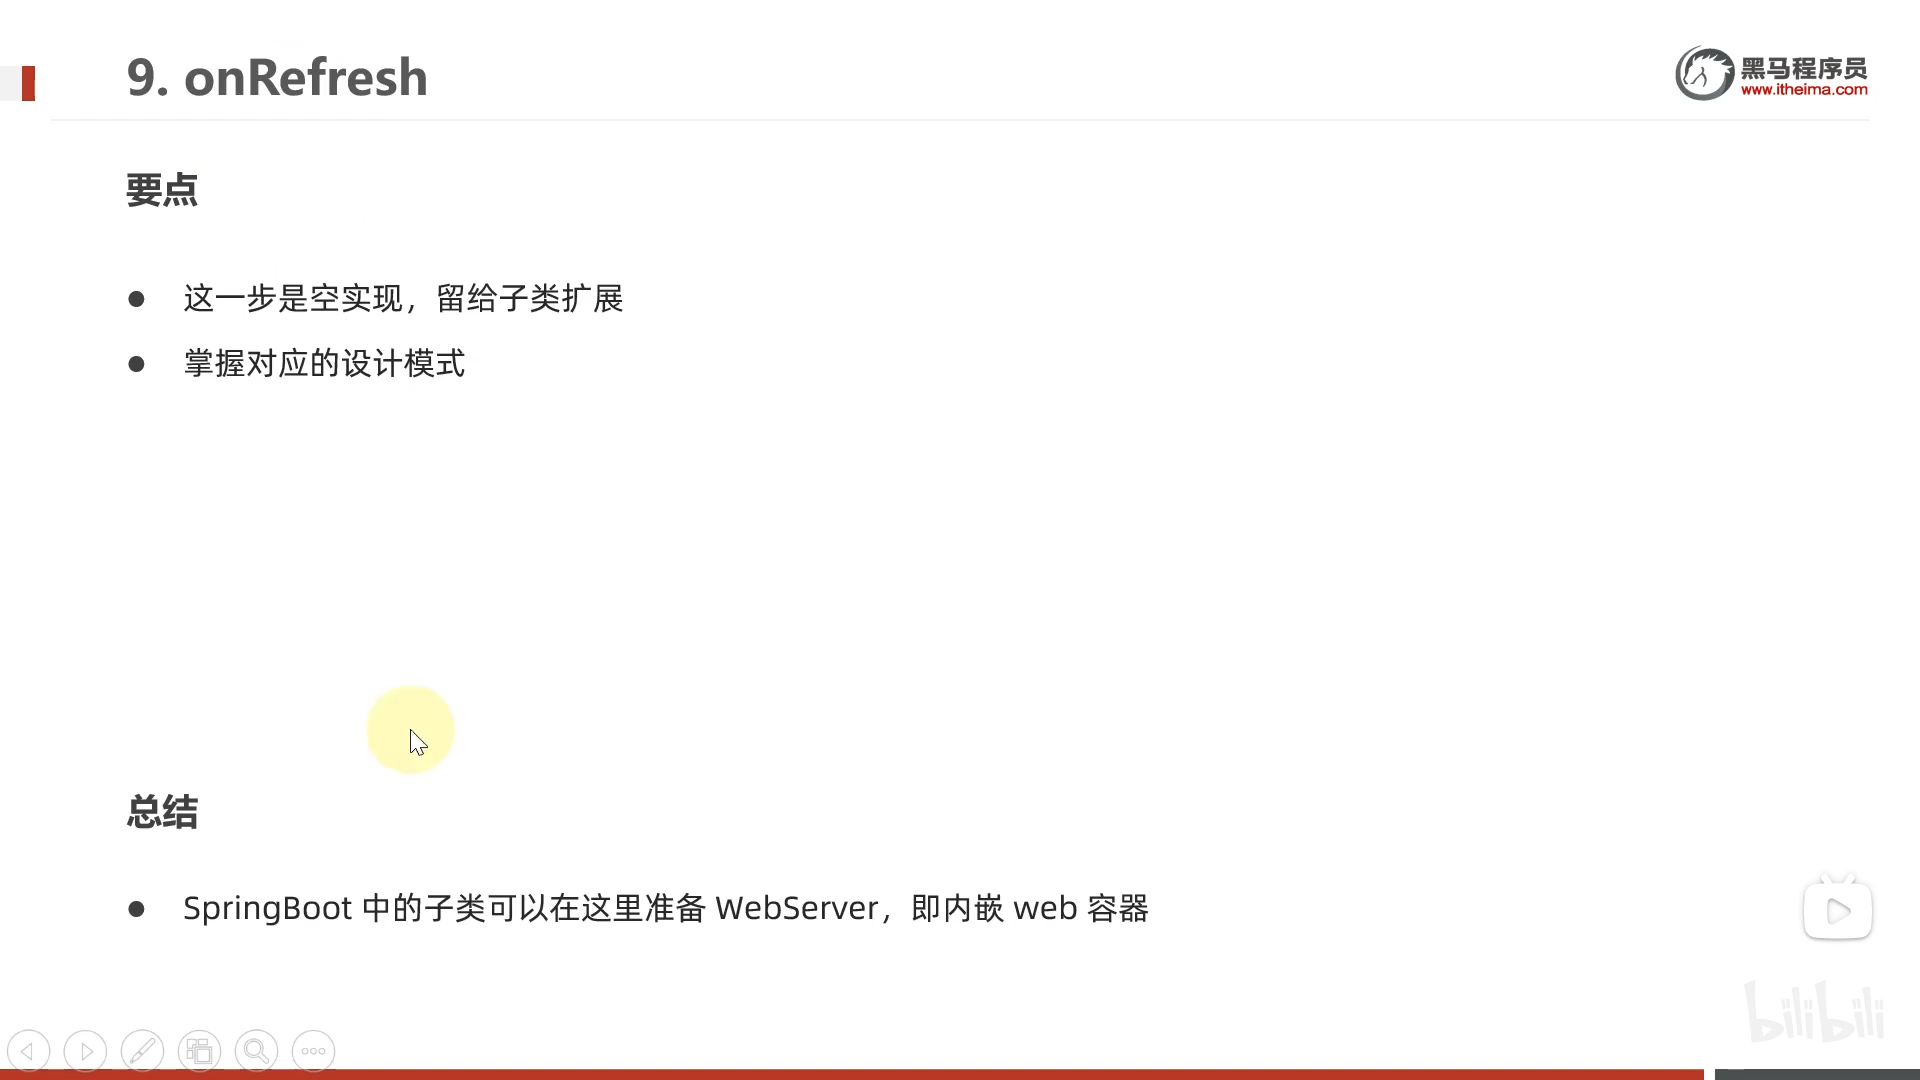 9. onRefresh
黑马程序员
www.itheima.com
要点
● 这一步是空实现，留给子类扩展
● 掌握对应的设计模式
总结
● SpringBoot 中的子类可以在这里准备 WebServer，即内嵌 web 容器
bilibili